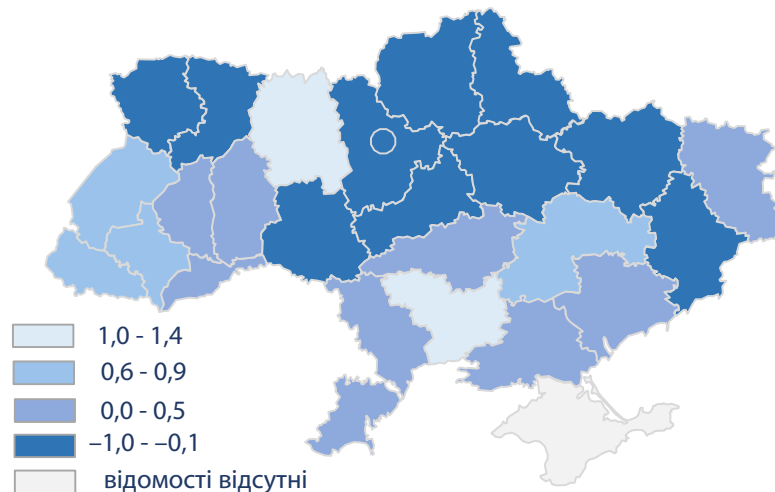 1,0 - 1,4
0,6 - 0,9
0,0 - 0,5
–1,0 - –0,1
відомості відсутні